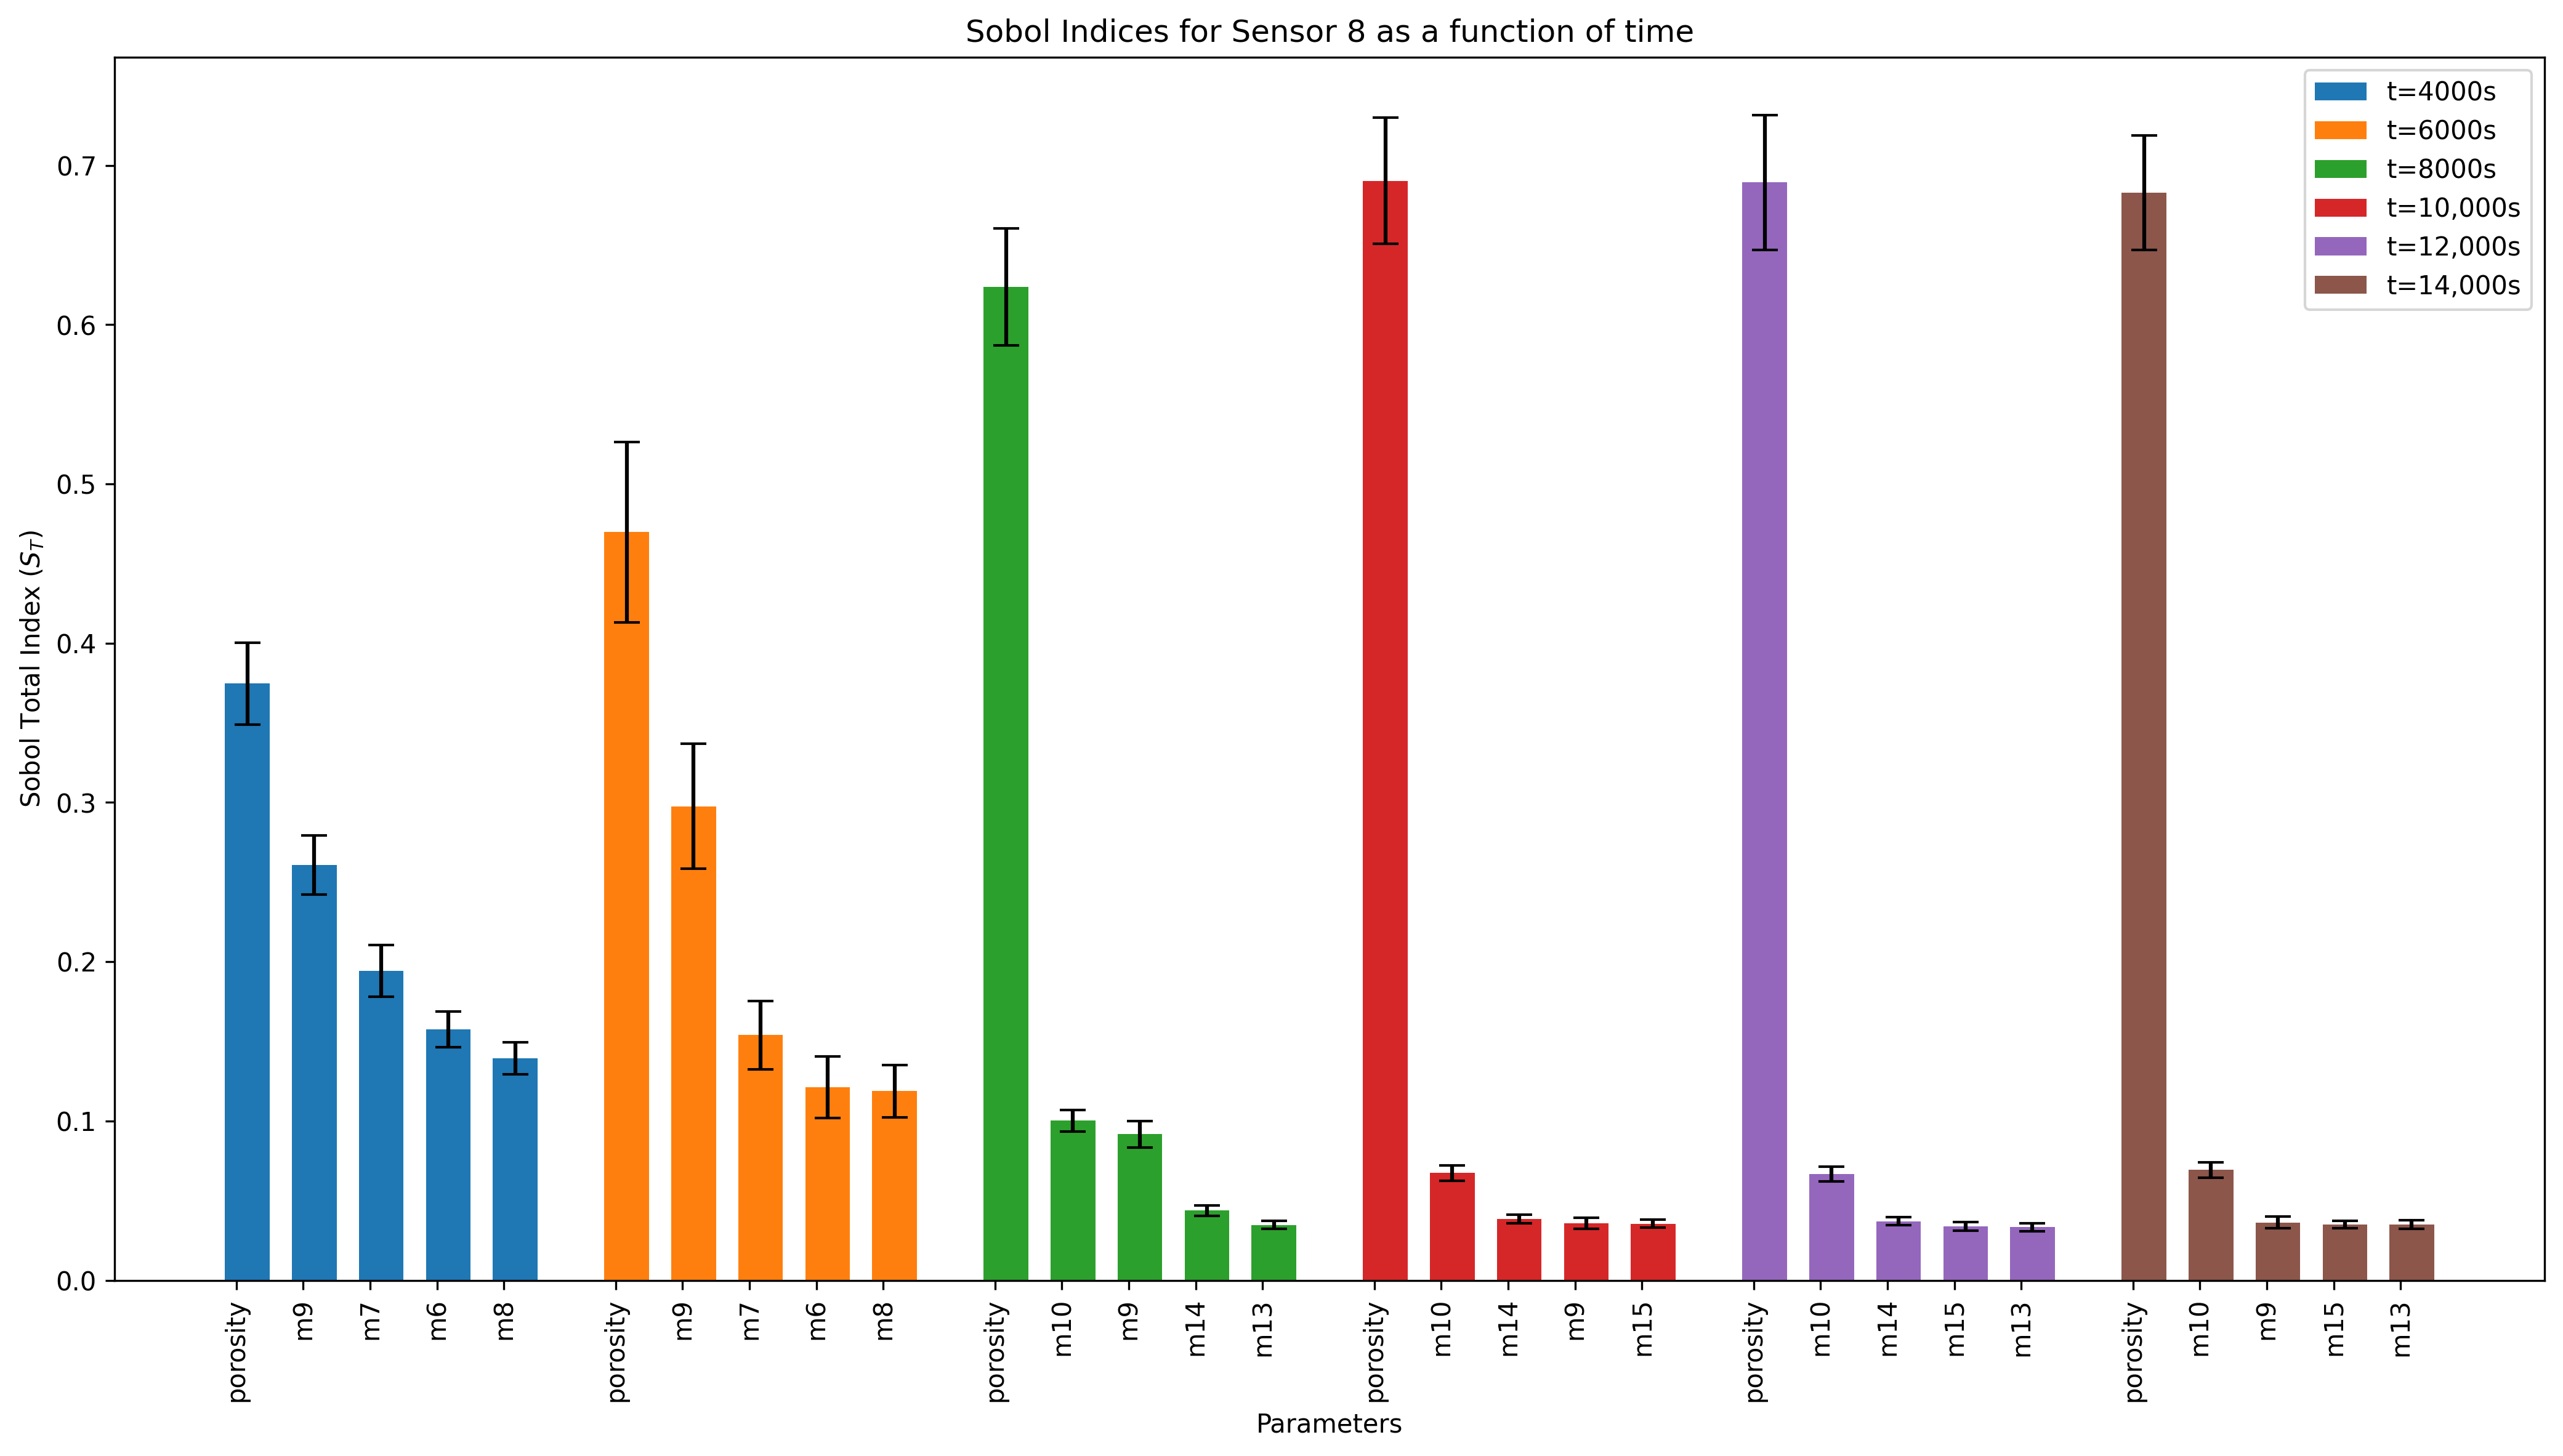 Sobol Indices for Sensor 8 as a function of time
t=4000s
t=6000s
t=8000s
t=10,000s
t=12,000s
t=14,000s
Sobol Total Index (S_T)
0.7
0.6
0.5
0.4
0.3
0.2
0.1
0.0
porosity
m9
m7
m6
m8
porosity
m9
m7
m6
m8
porosity
m10
m9
m14
m13
porosity
m10
m14
m9
m15
porosity
m10
m14
m15
m13
porosity
m10
m9
m15
m13
Parameters